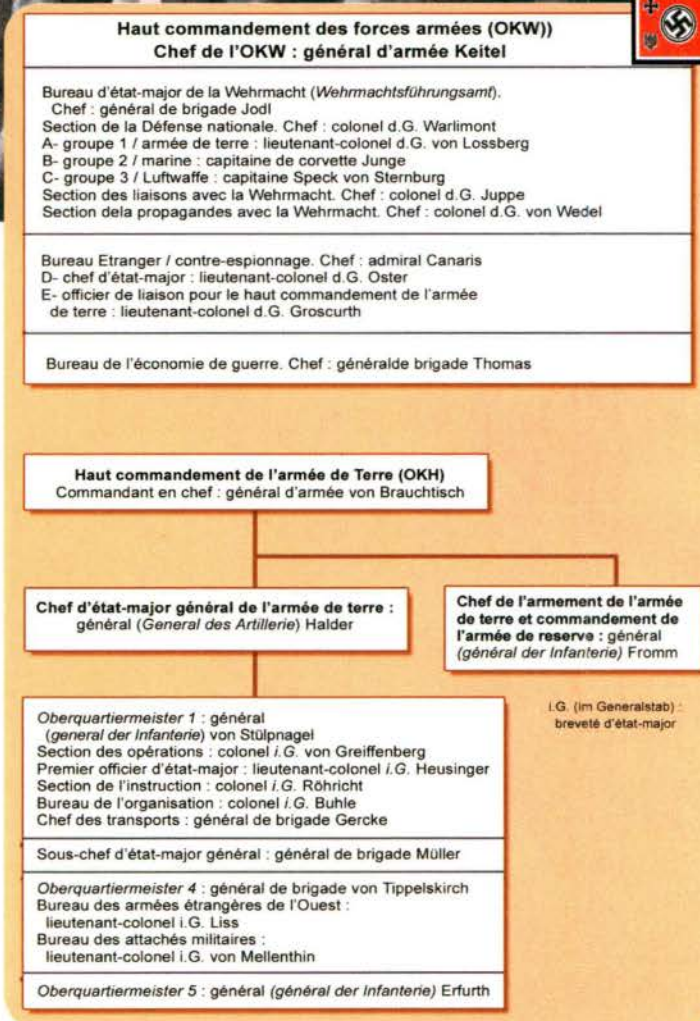 Haut commandement des forces armées (OKW))
Chef de l'OKW : général d'armée Keitel
Bureau d'état-major de la Wehrmacht (Wehrmachtsführungsamt).
Chef : général de brigade Jodl
Section de la Défense nationale. Chef : colonel d.G. Warlimont
A- groupe 1 / armée de terre : lieutenant-colonel d.G. von Lossberg
B- groupe 2 / marine : capitaine de corvette Junge
C- groupe 3 / Luftwaffe : capitaine Speck von Sternburg
Section des liaisons avec la Wehrmacht. Chef : colonel d.G. Juppe
Section dela propagandes avec la Wehrmacht. Chef : colonel d.G. von Wedel
Bureau Etranger / contre-espionnage. Chef : admiral Canaris
D- chef d'état-major : lieutenant-colonel d.G. Oster
E- officier de liaison pour le haut commandement de l'armée
de terre : lieutenant-colonel d.G. Groscurth
Bureau de l'économie de guerre. Chef : généralde brigade Thomas
Haut commandement de l'armée de Terre (OKH)
Commandant en chef : général d'armée von Brauchtisch
Chef d'état-major général de l'armée de terre :
général (General des Artillerie) Halder
Chef de l'armement de l'armée
de terre et commandement de
l'armée de reserve : général
(général der Infanterie) Fromm
i.G. (im Generalstab) :
breveté d'état-major
Oberquartiermeister 1 : général
(general der Infanterie) von Stülpnagel
Section des opérations : colonel i.G. von Greiffenberg
Premier officier d'état-major : lieutenant-colonel i.G. Heusinger
Section de l'instruction : colonel i.G. Röhricht
Bureau de l'organisation : colonel i.G. Buhle
Chef des transports : général de brigade Gercke
Sous-chef d'état-major général : général de brigade Müller
Oberquartiermeister 4 : général de brigade von Tippelskirch
Bureau des armées étrangères de l'Ouest :
lieutenant-colonel i.G. Liss
Bureau des attachés militaires :
lieutenant-colonel i.G. von Mellenthin
Oberquartiermeister 5 : général (général der Infanterie) Erfurth